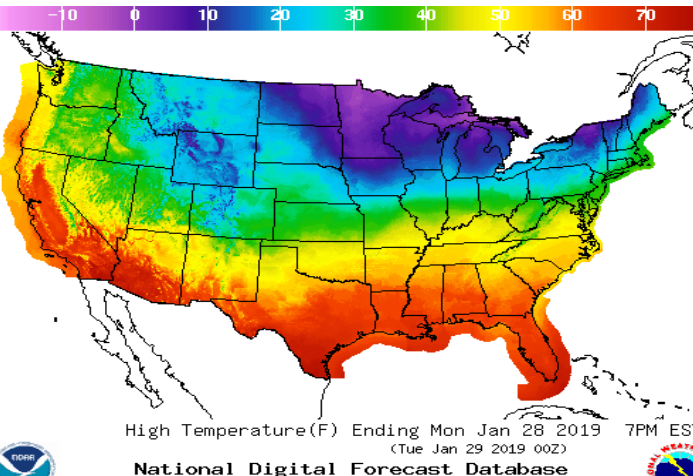 -10 0 10 20 30 40 50 60 70
High Temperature(F) Ending Mon Jan 28 2019 7PM EST
(Tue Jan 29 2019 00Z)
National Digital Forecast Database
noaa